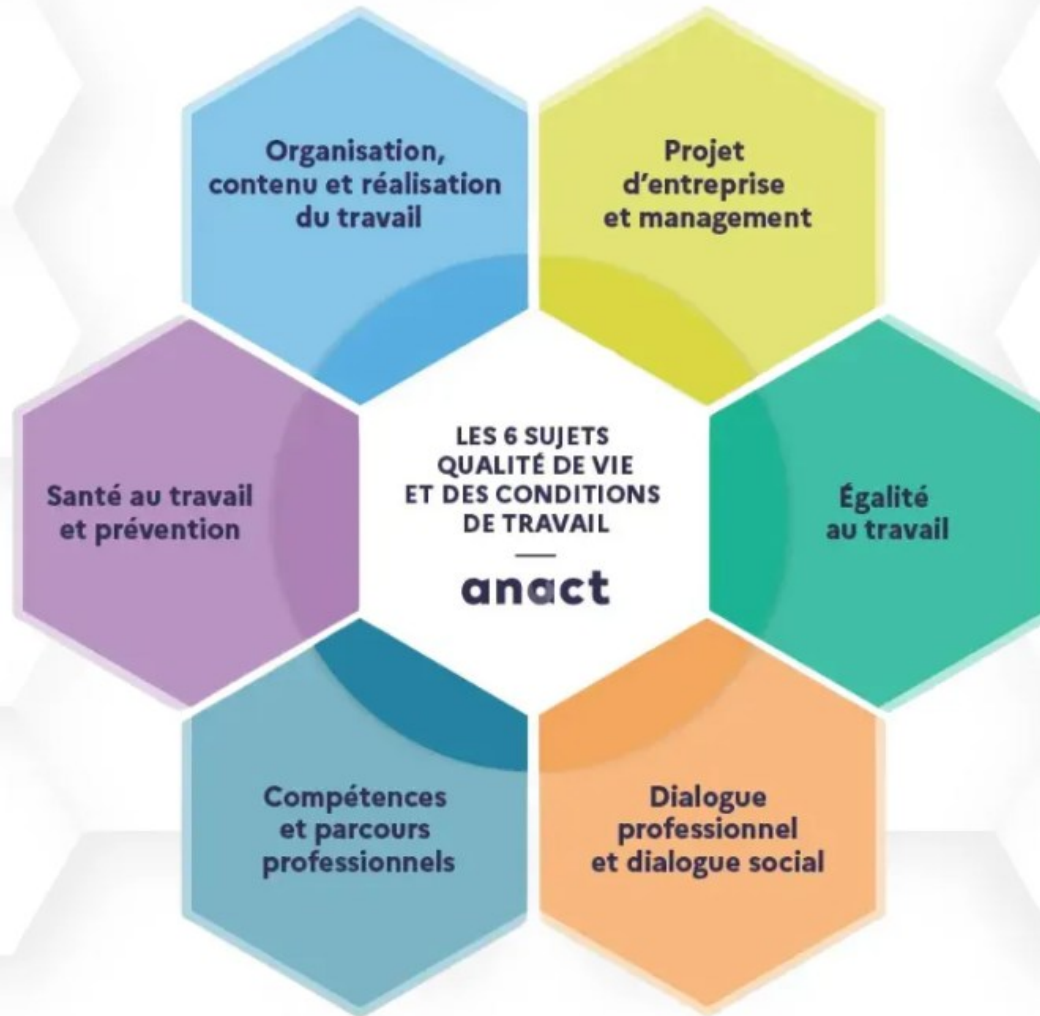 Organisation,
contenu et réalisation
du travail
Projet
d'entreprise
et management
Santé au travail
et prévention
LES 6 SUJETS
QUALITÉ DE VIE
ET DES CONDITIONS
DE TRAVAIL
anact
Égalité
au travail
Compétences
et parcours
professionnels
Dialogue
professionnel
et dialogue social